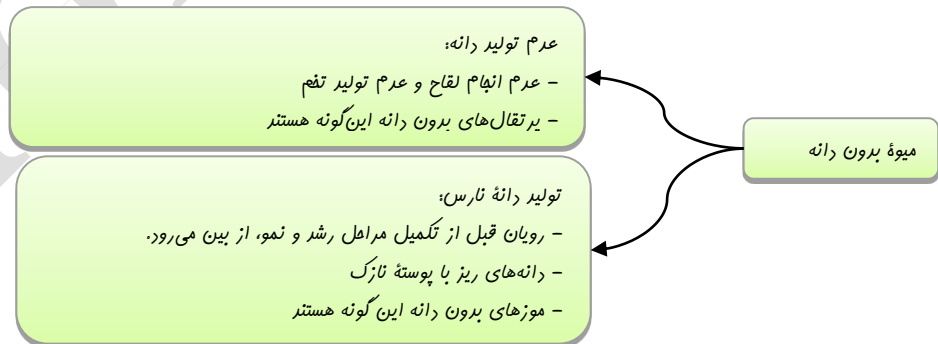 میوهٔ بدون دانه
عدم تولید دانه:
- عدم انجام لقاح و عدم تولید تخم
- پرتقال‌های بدون دانه این‌گونه هستند
تولید دانهٔ نارس:
- رویان قبل از تکمیل مراحل رشد و نمو، از بین می‌رود.
- دانه‌های ریز با پوستهٔ نازک
- موزهای بدون دانه این گونه هستند